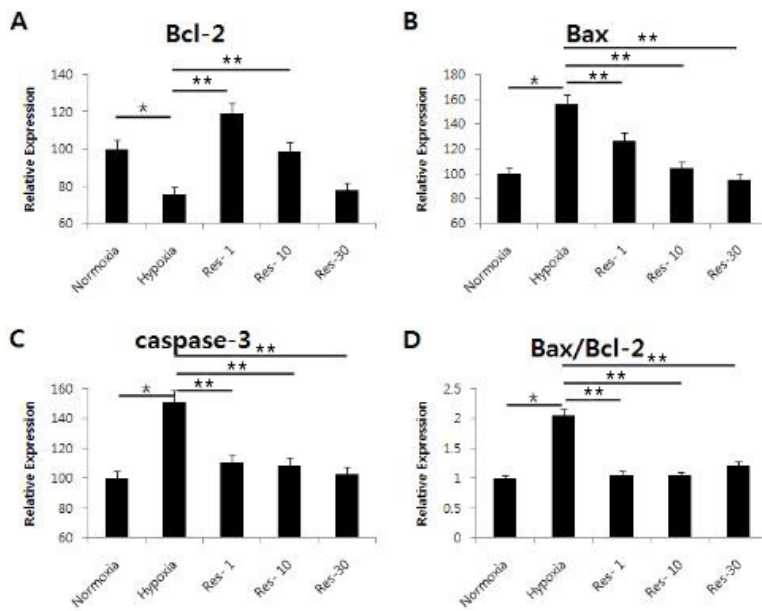 A
Bcl-2
**
**
*
140
120
100
80
60
Relative Expression
Normoxia
Hypoxia
Res- 1
Res- 10
Res-30
B
Bax
**
**
*
**
180
160
140
120
100
80
60
Relative Expression
Normoxia
Hypoxia
Res- 1
Res- 10
Res-30
C
caspase-3
**
**
*
**
160
140
120
100
80
60
Relative Expression
Normoxia
Hypoxia
Res- 1
Res- 10
Res-30
D
Bax/Bcl-2
**
**
*
**
2.5
2
1.5
1
0.5
0
Relative Expression
Normoxia
Hypoxia
Res- 1
Res- 10
Res-30